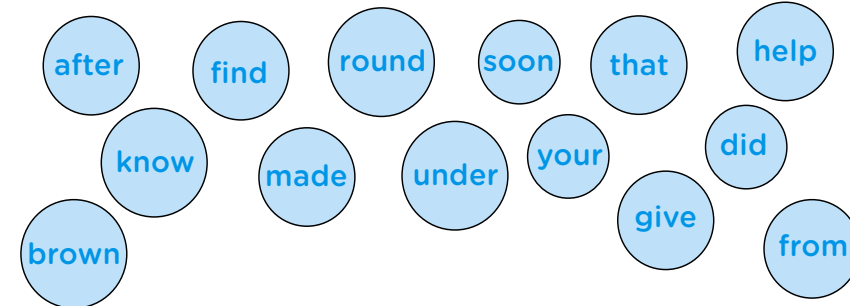 after
find
round
soon
that
help
know
made
under
your
did
brown
give
from